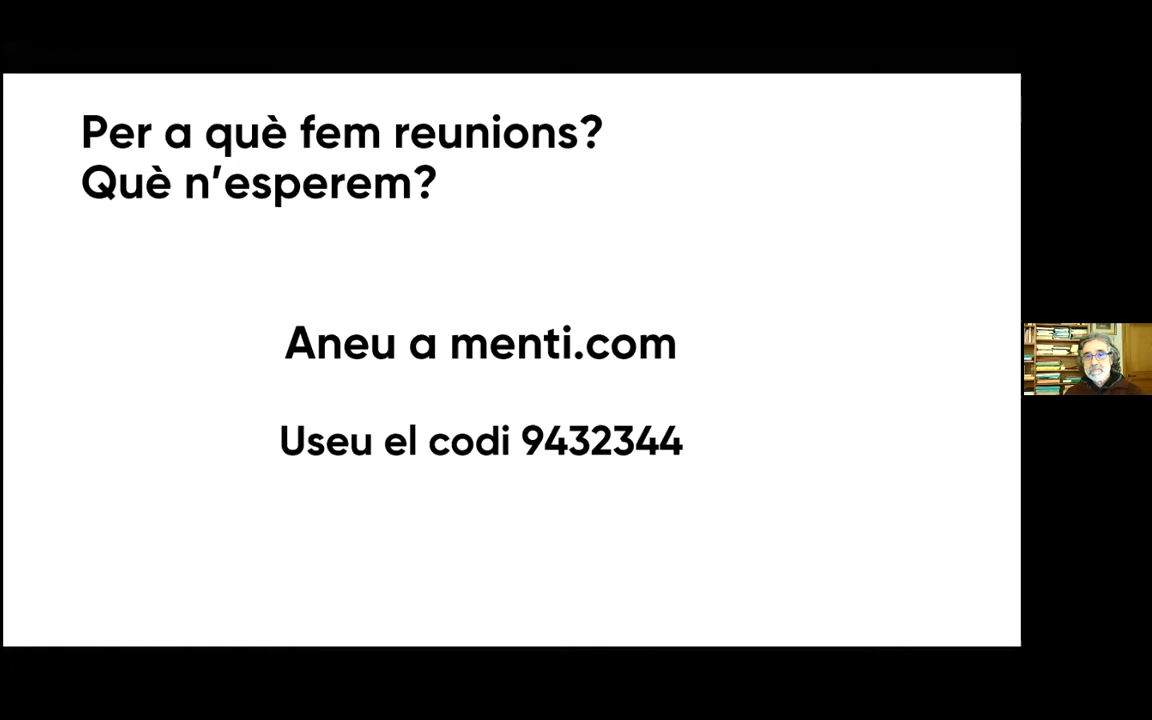 Per a què fem reunions?
Què n’esperem?
Aneu a menti.com
Useu el codi 9432344